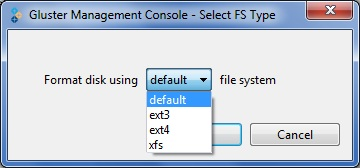 Gluster Management Console - Select FS Type
Format disk using default file system
default
ext3
ext4
xfs
Cancel